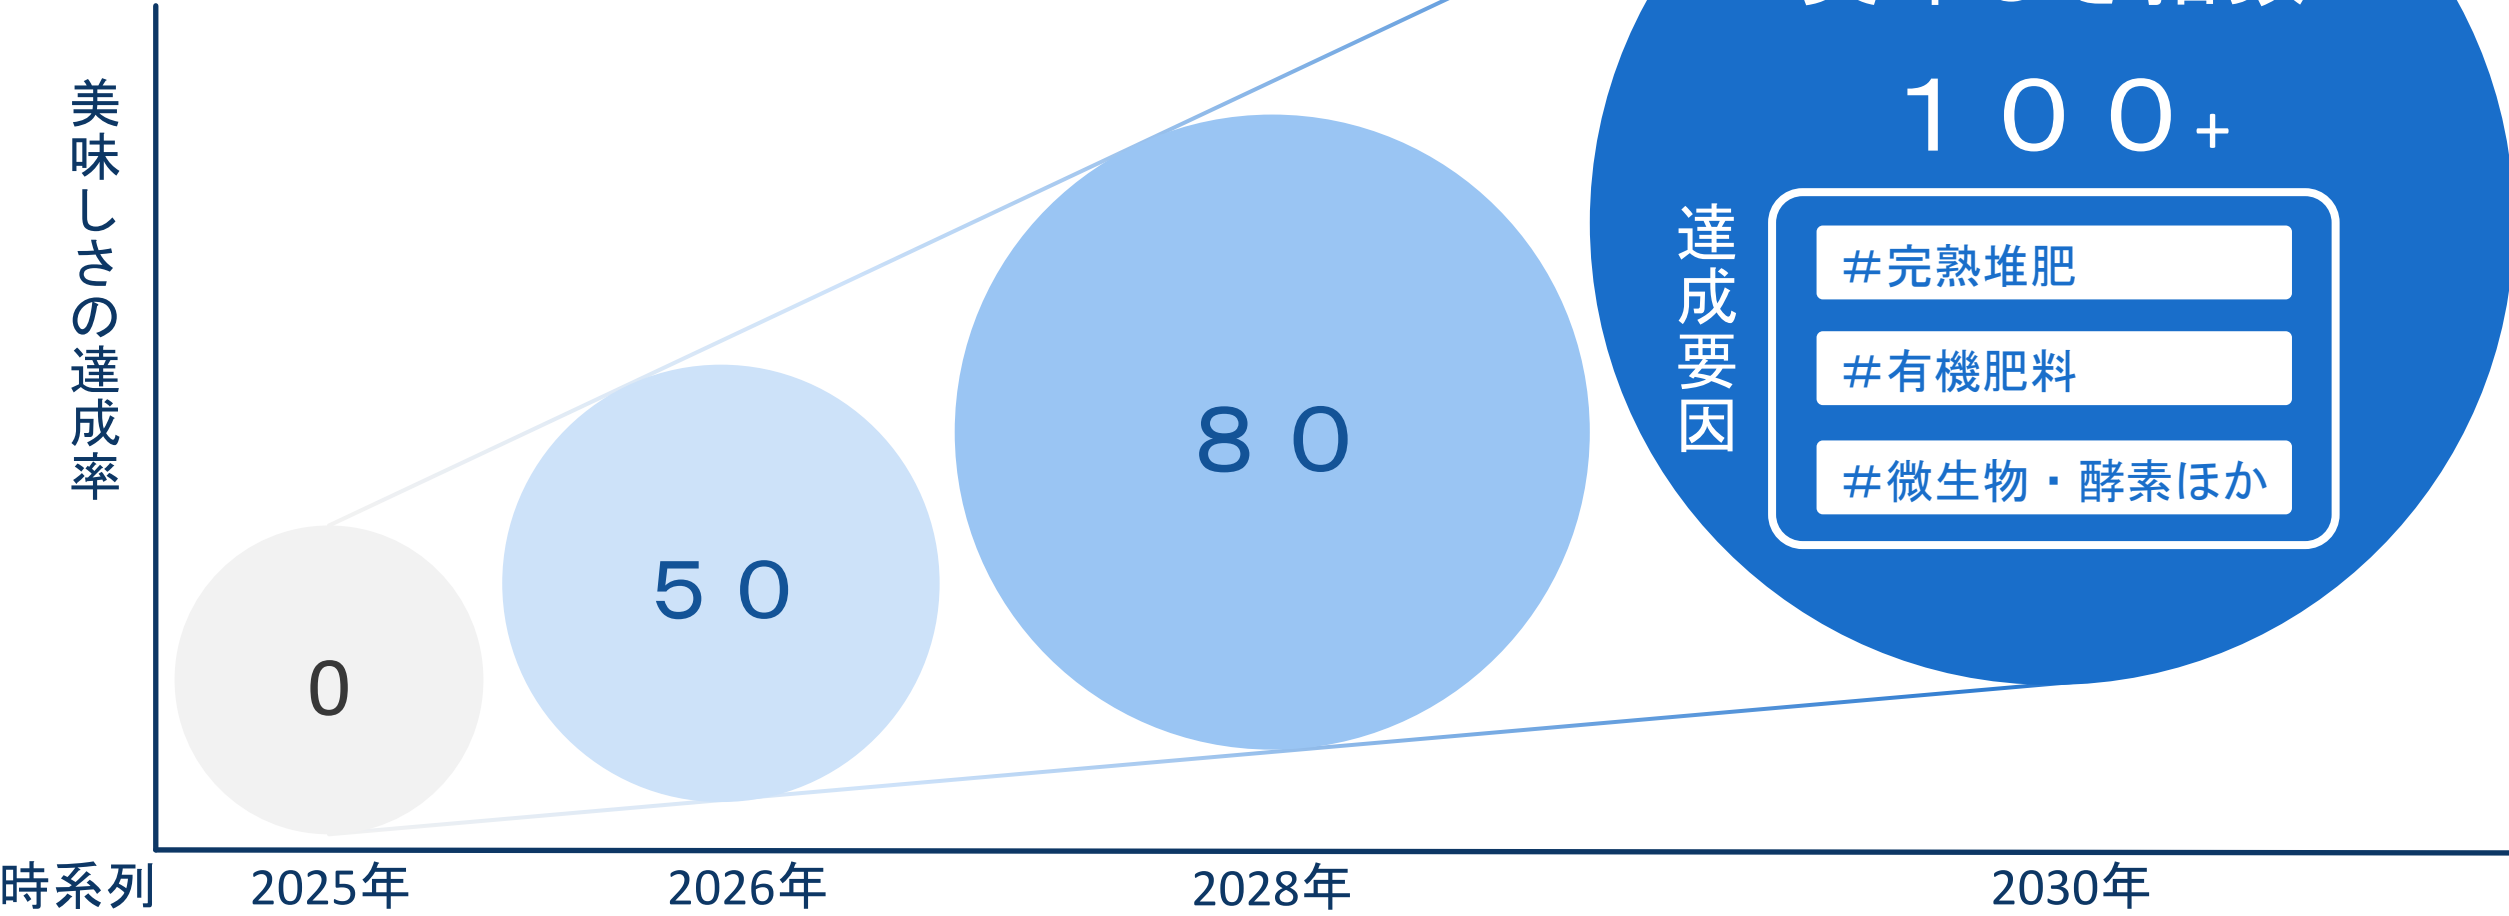 美味しさの達成率
0
50
80
100+
達成要因
#完熟堆肥
#有機肥料
#微生物・酵素ほか
時系列
2025年
2026年
2028年
2030年